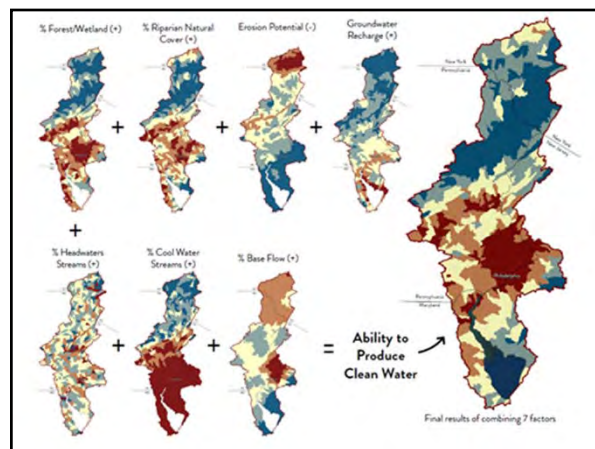 % Forest/Wetland (+)
% Riparian Natural
Cover (+)
Erosion Potential (-)
Groundwater
Recharge (+)
+
+
+
+
New York
Pennsylvania
New York
New Jersey
% Headwaters
Streams (+)
% Cool Water
Streams (+)
% Base Flow (+)
+
+
=
Ability to
Produce
Clean Water
Philadelphia
Pennsylvania
Maryland
Final results of combining 7 factors